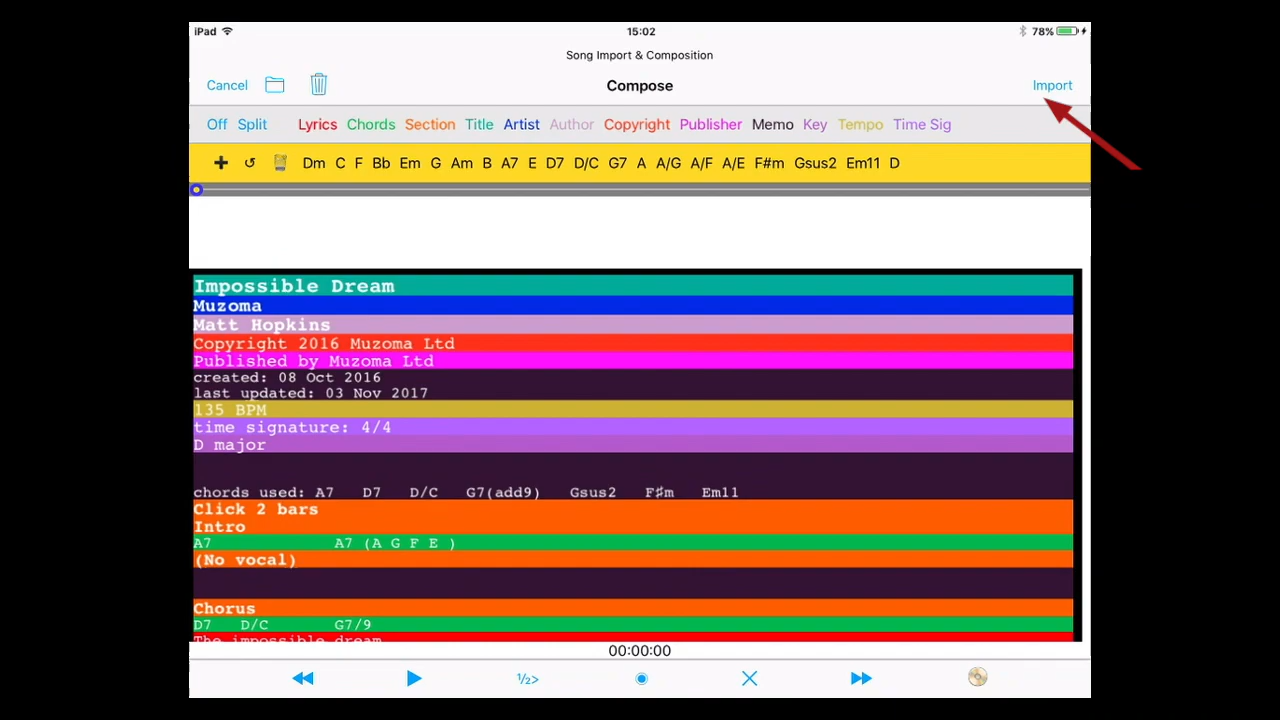 iPad 15:02 78%
Song Import & Composition
Cancel Compose Import
Off Split Lyrics Chords Section Title Artist Author Copyright Publisher Memo Key Tempo Time Sig
+ ↺ Dm C F Bb Em G Am B A7 E D7 D/C G7 A A/G A/F A/E F#m Gsus2 Em11 D
Impossible Dream
Muzoma
Matt Hopkins
Copyright 2016 Muzoma Ltd
Published by Muzoma Ltd
created: 08 Oct 2016
last updated: 03 Nov 2017
135 BPM
time signature: 4/4
D major
chords used: A7 D7 D/C G7(add9) Gsus2 F♯m Em11
Click 2 bars
Intro
A7 A7 (A G F E )
(No vocal)
Chorus
D7 D/C G7/9
The impossible dream
00:00:00
½>